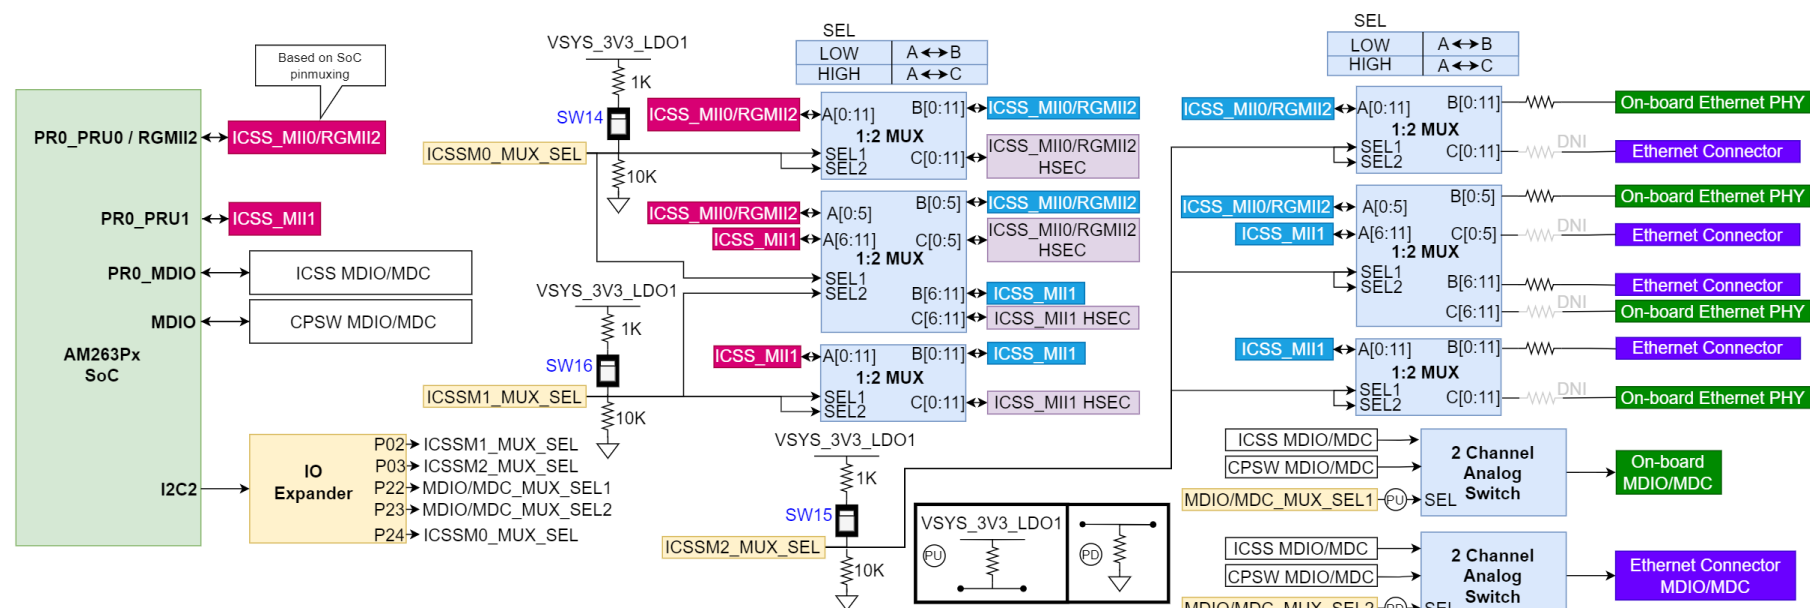 Based on SoC
pinmuxing
PR0_PRU0 / RGMII2
ICSS_MII0/RGMII2
PR0_PRU1
ICSS_MII1
PR0_MDIO
ICSS MDIO/MDC
MDIO
CPSW MDIO/MDC
AM263Px
SoC
I2C2
IO
Expander
P02
ICSSM1_MUX_SEL
P03
ICSSM2_MUX_SEL
P22
MDIO/MDC_MUX_SEL1
P23
MDIO/MDC_MUX_SEL2
P24
ICSSM0_MUX_SEL
VSYS_3V3_LDO1
1K
SW14
ICSSM0_MUX_SEL
10K
VSYS_3V3_LDO1
1K
SW16
ICSSM1_MUX_SEL
10K
VSYS_3V3_LDO1
1K
SW15
ICSSM2_MUX_SEL
10K
SEL
LOW A B
HIGH A C
ICSS_MII0/RGMII2
A[0:11]
B[0:11]
ICSS_MII0/RGMII2
1:2 MUX
SEL1
SEL2
C[0:11]
ICSS_MII0/RGMII2
HSEC
ICSS_MII0/RGMII2
A[0:5]
B[0:5]
ICSS_MII0/RGMII2
ICSS_MII1
A[6:11]
C[0:5]
ICSS_MII0/RGMII2
HSEC
1:2 MUX
SEL1
SEL2
B[6:11]
ICSS_MII1
C[6:11]
ICSS_MII1 HSEC
ICSS_MII1
A[0:11]
B[0:11]
ICSS_MII1
1:2 MUX
SEL1
SEL2
C[0:11]
ICSS_MII1 HSEC
VSYS_3V3_LDO1
PU
PD
SEL
LOW A B
HIGH A C
ICSS_MII0/RGMII2
A[0:11]
B[0:11]
On-board Ethernet PHY
1:2 MUX
SEL1
SEL2
C[0:11]
DNI
Ethernet Connector
ICSS_MII0/RGMII2
A[0:5]
B[0:5]
On-board Ethernet PHY
ICSS_MII1
A[6:11]
C[0:5]
DNI
Ethernet Connector
1:2 MUX
SEL1
SEL2
B[6:11]
Ethernet Connector
C[6:11]
DNI
On-board Ethernet PHY
ICSS_MII1
A[0:11]
B[0:11]
Ethernet Connector
1:2 MUX
SEL1
SEL2
C[0:11]
DNI
On-board Ethernet PHY
ICSS MDIO/MDC
CPSW MDIO/MDC
MDIO/MDC_MUX_SEL1
PU
SEL
2 Channel
Analog
Switch
On-board
MDIO/MDC
ICSS MDIO/MDC
CPSW MDIO/MDC
MDIO/MDC_MUX_SEL2
PD
SEL
2 Channel
Analog
Switch
Ethernet Connector
MDIO/MDC